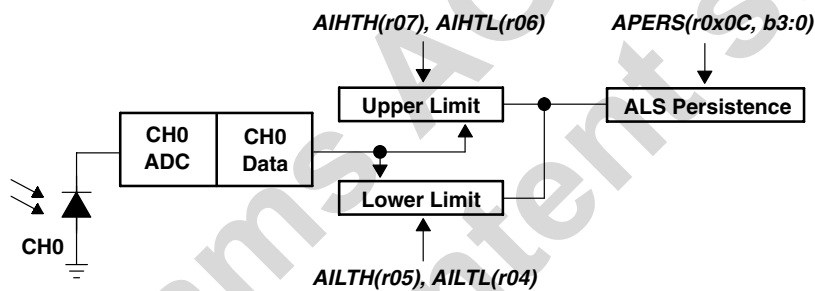 AIHTH(r07), AIHTL(r06)
APERS(r0x0C, b3:0)
Upper Limit
ALS Persistence
CH0
ADC
CH0
Data
Lower Limit
CH0
AILTH(r05), AILTL(r04)